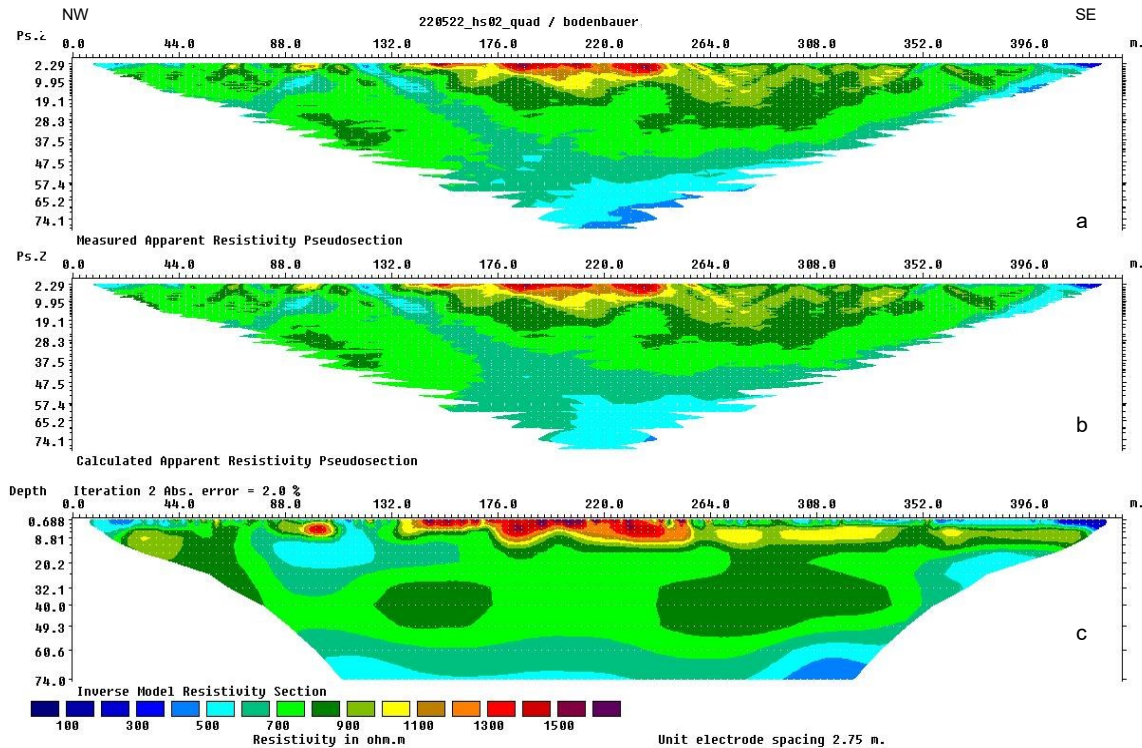 NW
SE
220522_hs02_quad / bodenbauer
Ps.Z 0.0 44.0 88.0 132.0 176.0 220.0 264.0 308.0 352.0 396.0 m.
2.29
9.95
19.1
28.3
37.5
47.5
57.4
65.2
74.1
a
Measured Apparent Resistivity Pseudosection
Ps.Z 0.0 44.0 88.0 132.0 176.0 220.0 264.0 308.0 352.0 396.0 m.
2.29
9.95
19.1
28.3
37.5
47.5
57.4
65.2
74.1
b
Calculated Apparent Resistivity Pseudosection
Depth Iteration 2 Abs. error = 2.0 %
0.0 44.0 88.0 132.0 176.0 220.0 264.0 308.0 352.0 396.0 m.
0.688
8.81
20.2
32.1
40.0
49.3
60.6
74.0
c
Inverse Model Resistivity Section
100 300 500 700 900 1100 1300 1500
Resistivity in ohm.m
Unit electrode spacing 2.75 m.